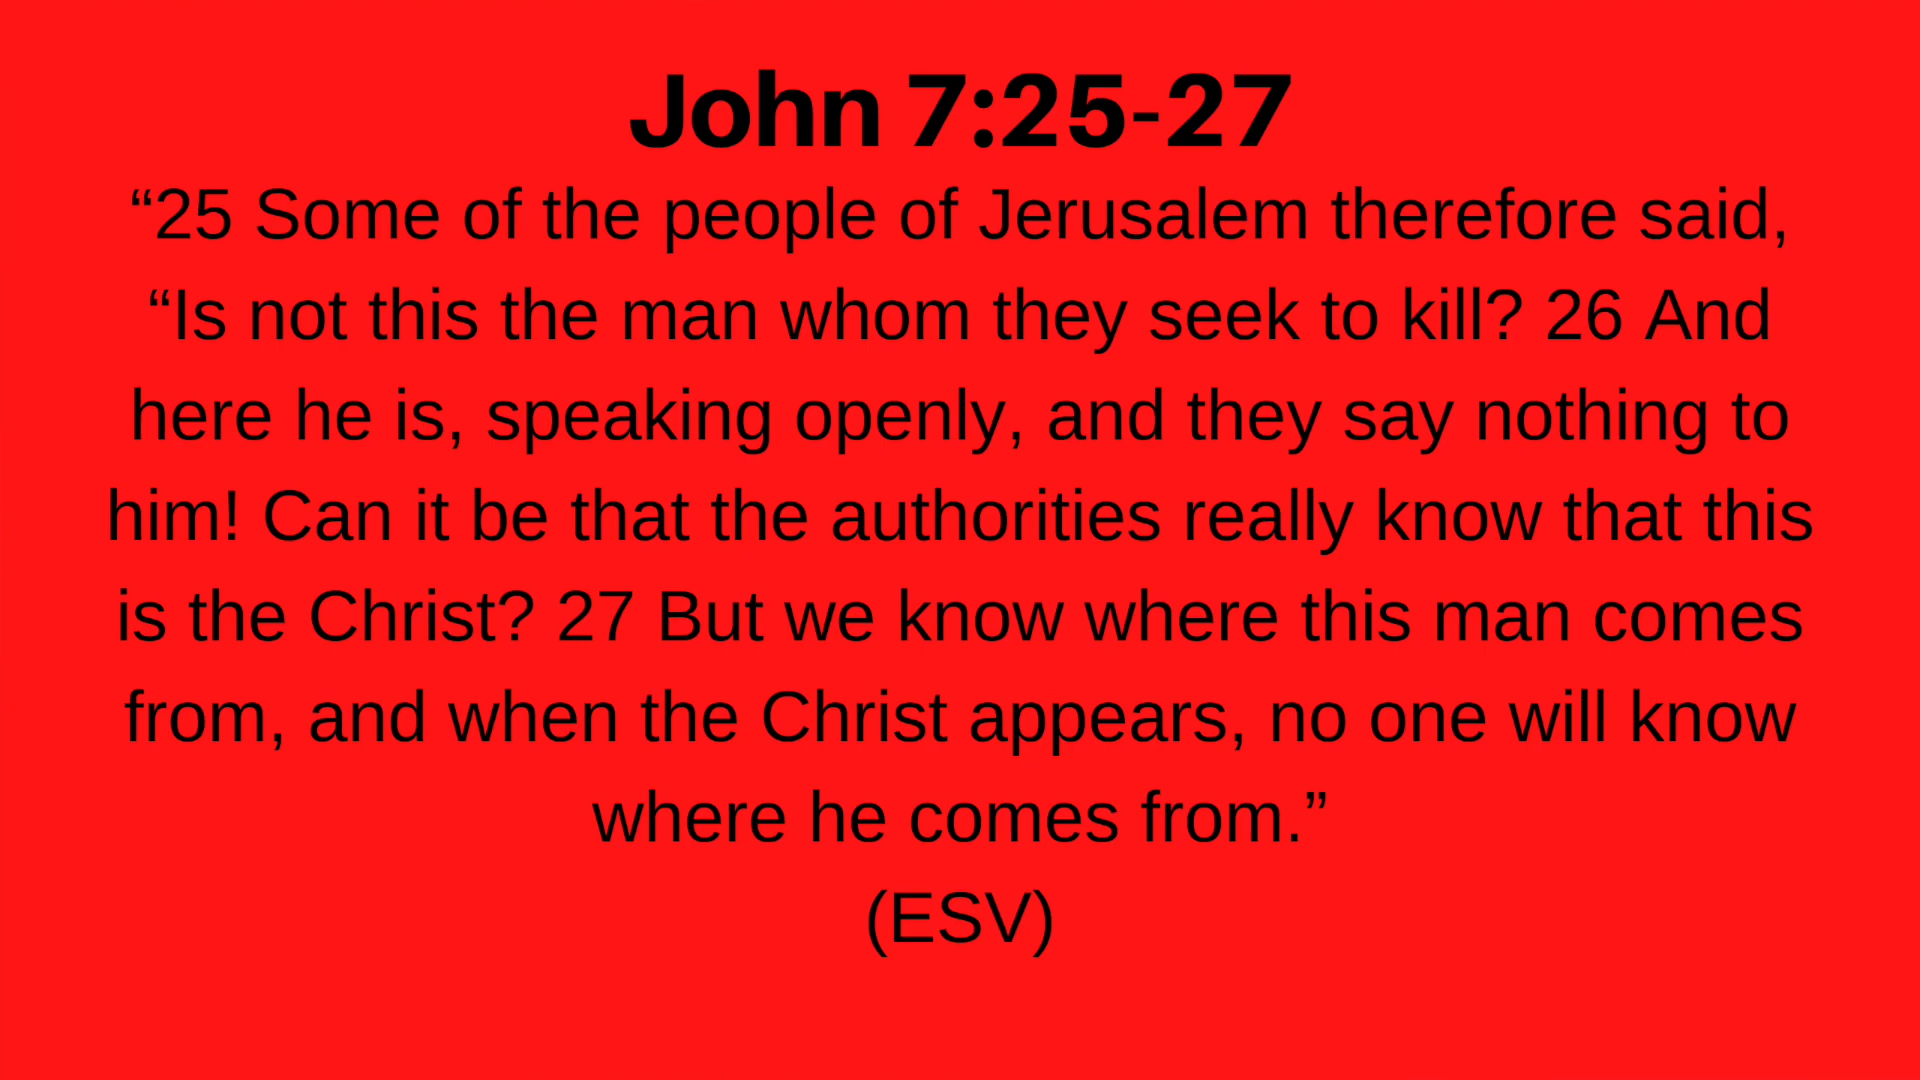 John 7:25-27
“25 Some of the people of Jerusalem therefore said,
“Is not this the man whom they seek to kill? 26 And
here he is, speaking openly, and they say nothing to
him! Can it be that the authorities really know that this
is the Christ? 27 But we know where this man comes
from, and when the Christ appears, no one will know
where he comes from.”
(ESV)